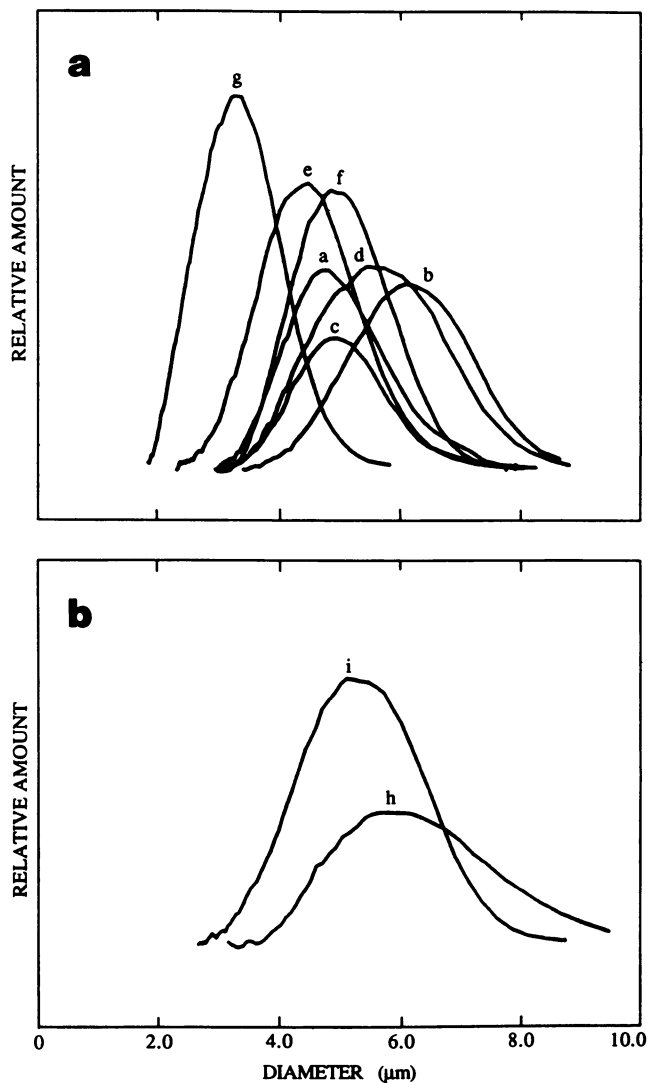 a
g
e
f
a
d
b
c
RELATIVE AMOUNT
b
i
h
RELATIVE AMOUNT
0 2.0 4.0 6.0 8.0 10.0
DIAMETER (µm)